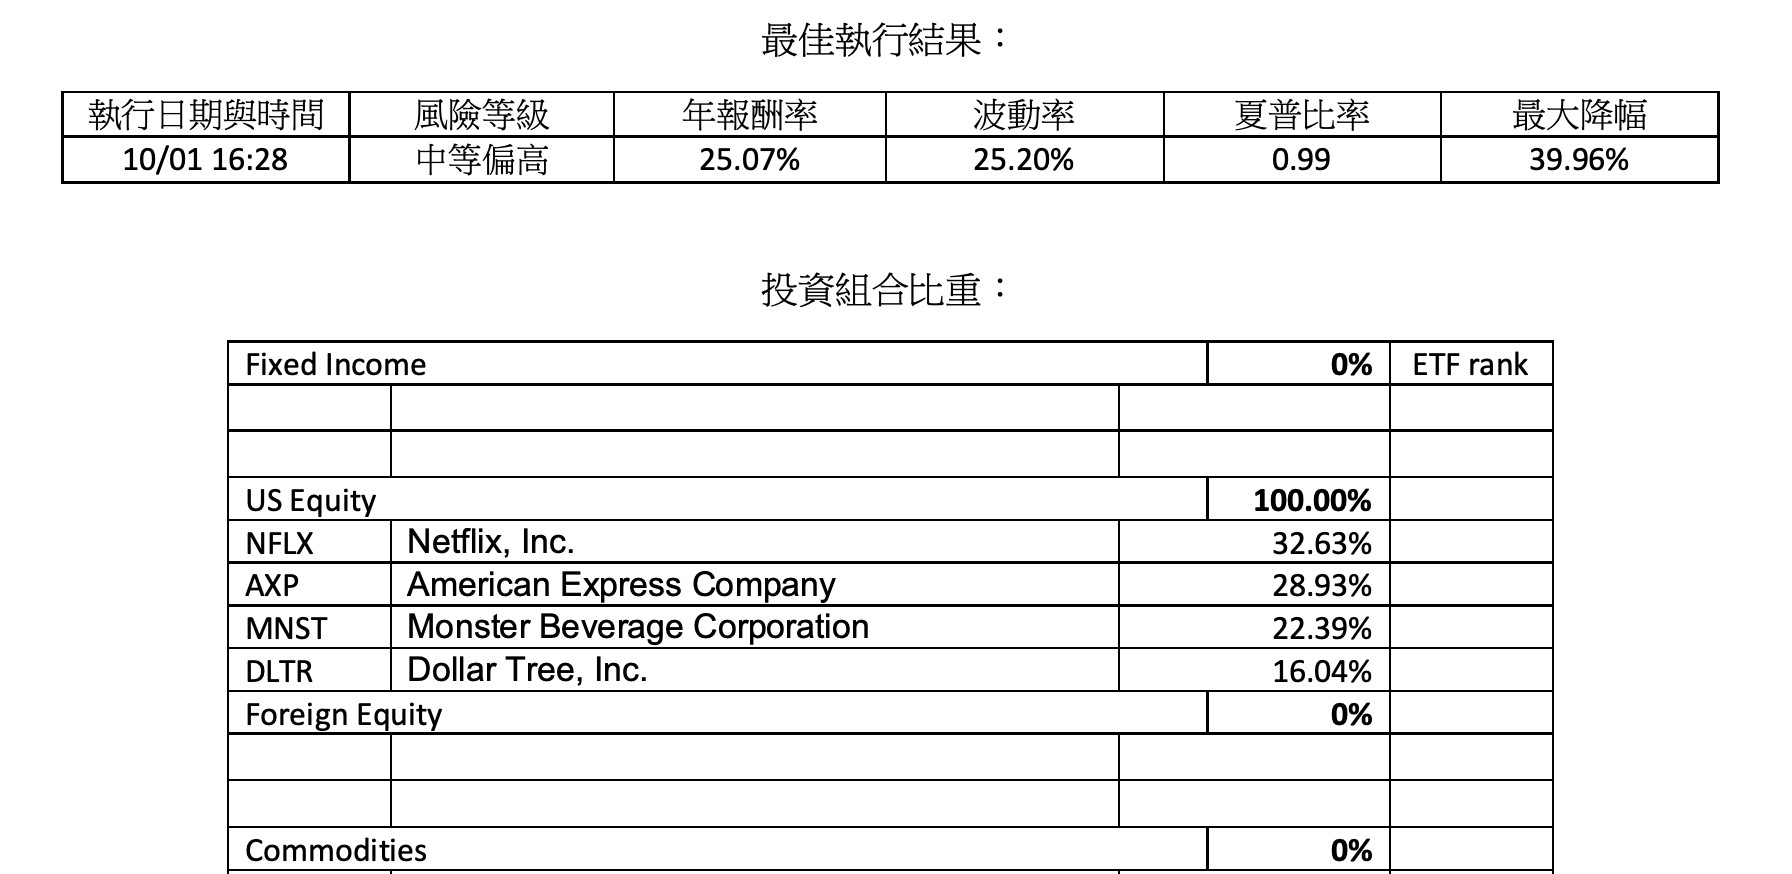 最佳執行結果：
執行日期與時間 風險等級 年報酬率 波動率 夏普比率 最大降幅
10/01 16:28 中等偏高 25.07% 25.20% 0.99 39.96%
投資組合比重：
Fixed Income 0% ETF rank
US Equity 100.00%
NFLX Netflix, Inc. 32.63%
AXP American Express Company 28.93%
MNST Monster Beverage Corporation 22.39%
DLTR Dollar Tree, Inc. 16.04%
Foreign Equity 0%
Commodities 0%